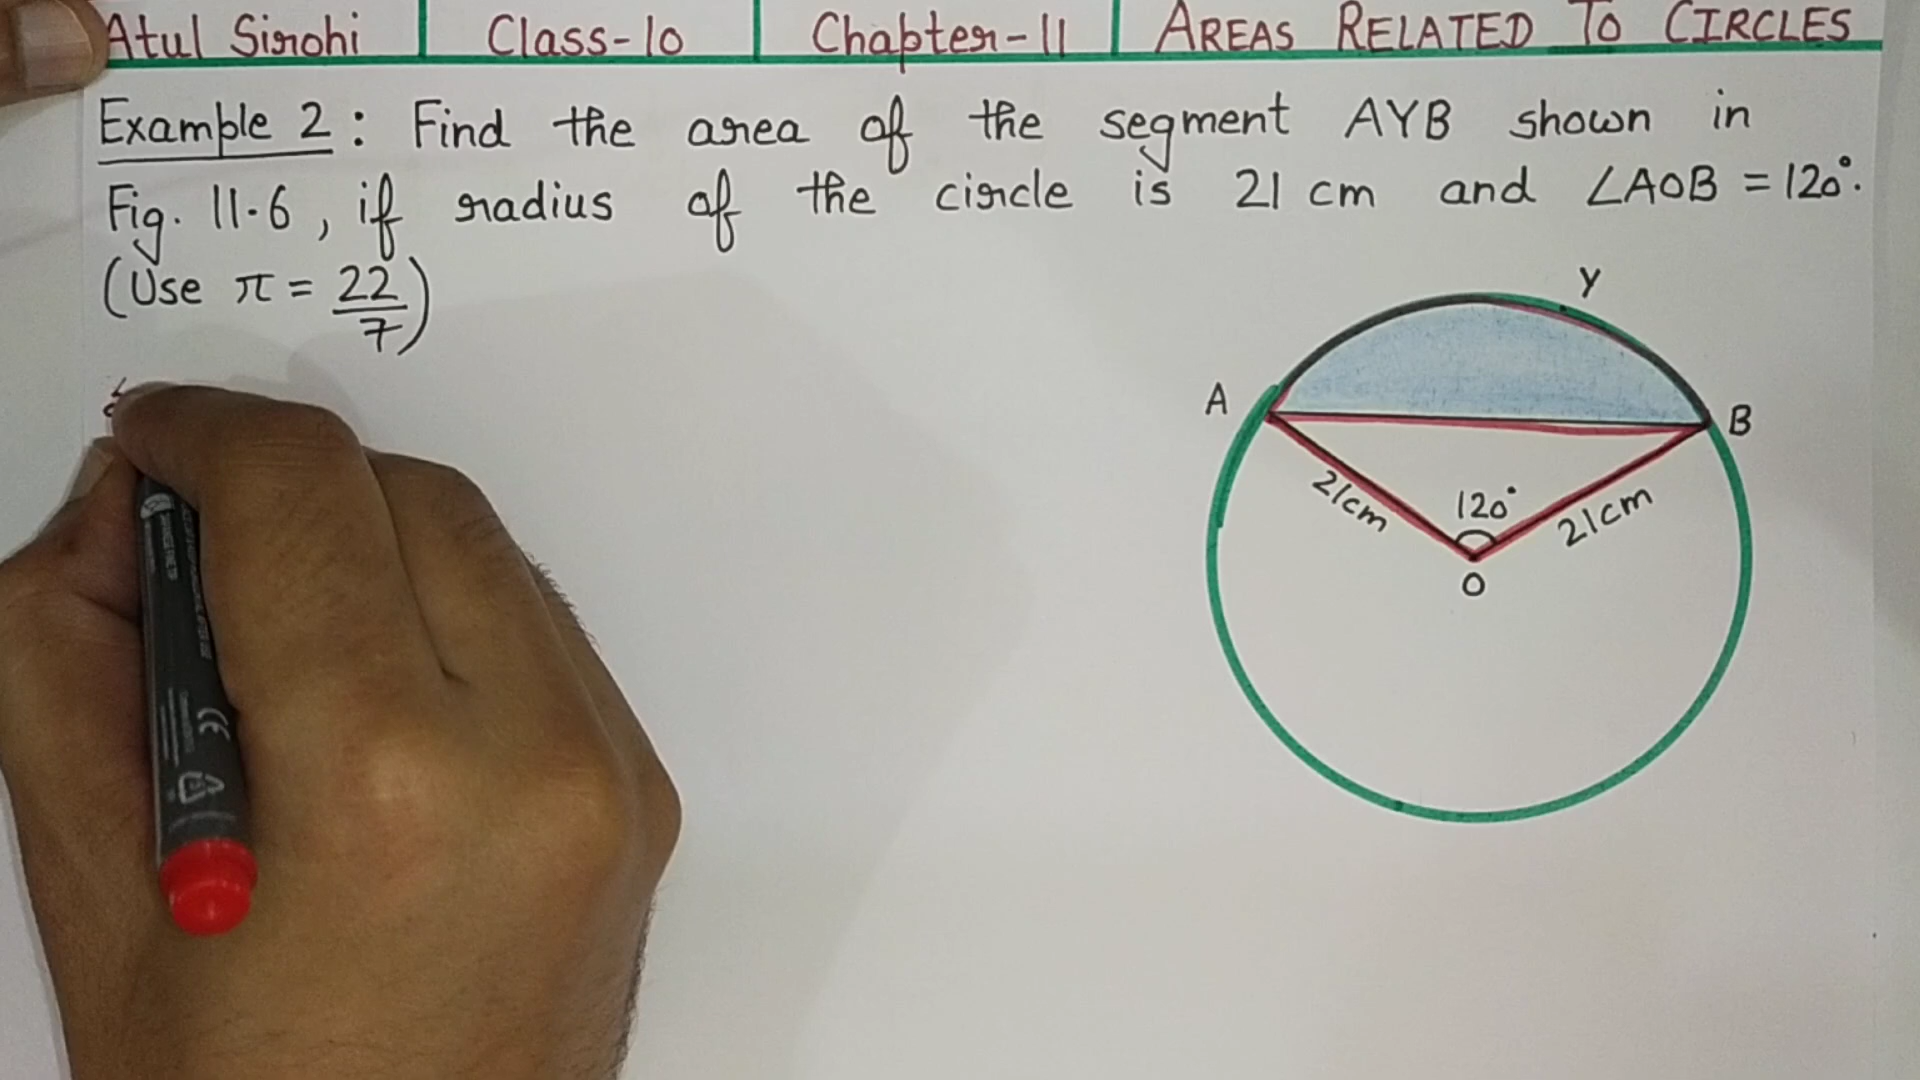 Atul Sirohi Class-10 Chapter-11 AREAS RELATED TO CIRCLES
Example 2: Find the area of the segment AYB shown in
Fig. 11.6, if radius of the circle is 21 cm and ∠AOB = 120°.
(Use π = 22/7)
Y
A
B
21cm
120°
21cm
O